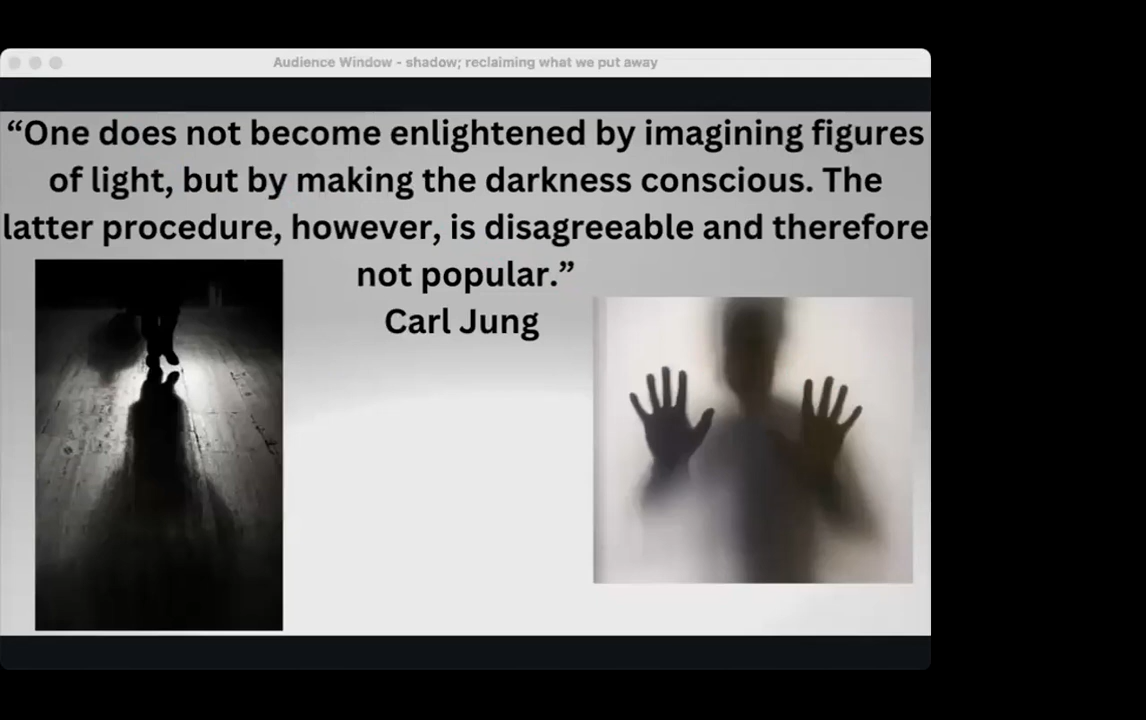 Audience Window - shadow; reclaiming what we put away
“One does not become enlightened by imagining figures
of light, but by making the darkness conscious. The
latter procedure, however, is disagreeable and therefore
not popular.”
Carl Jung